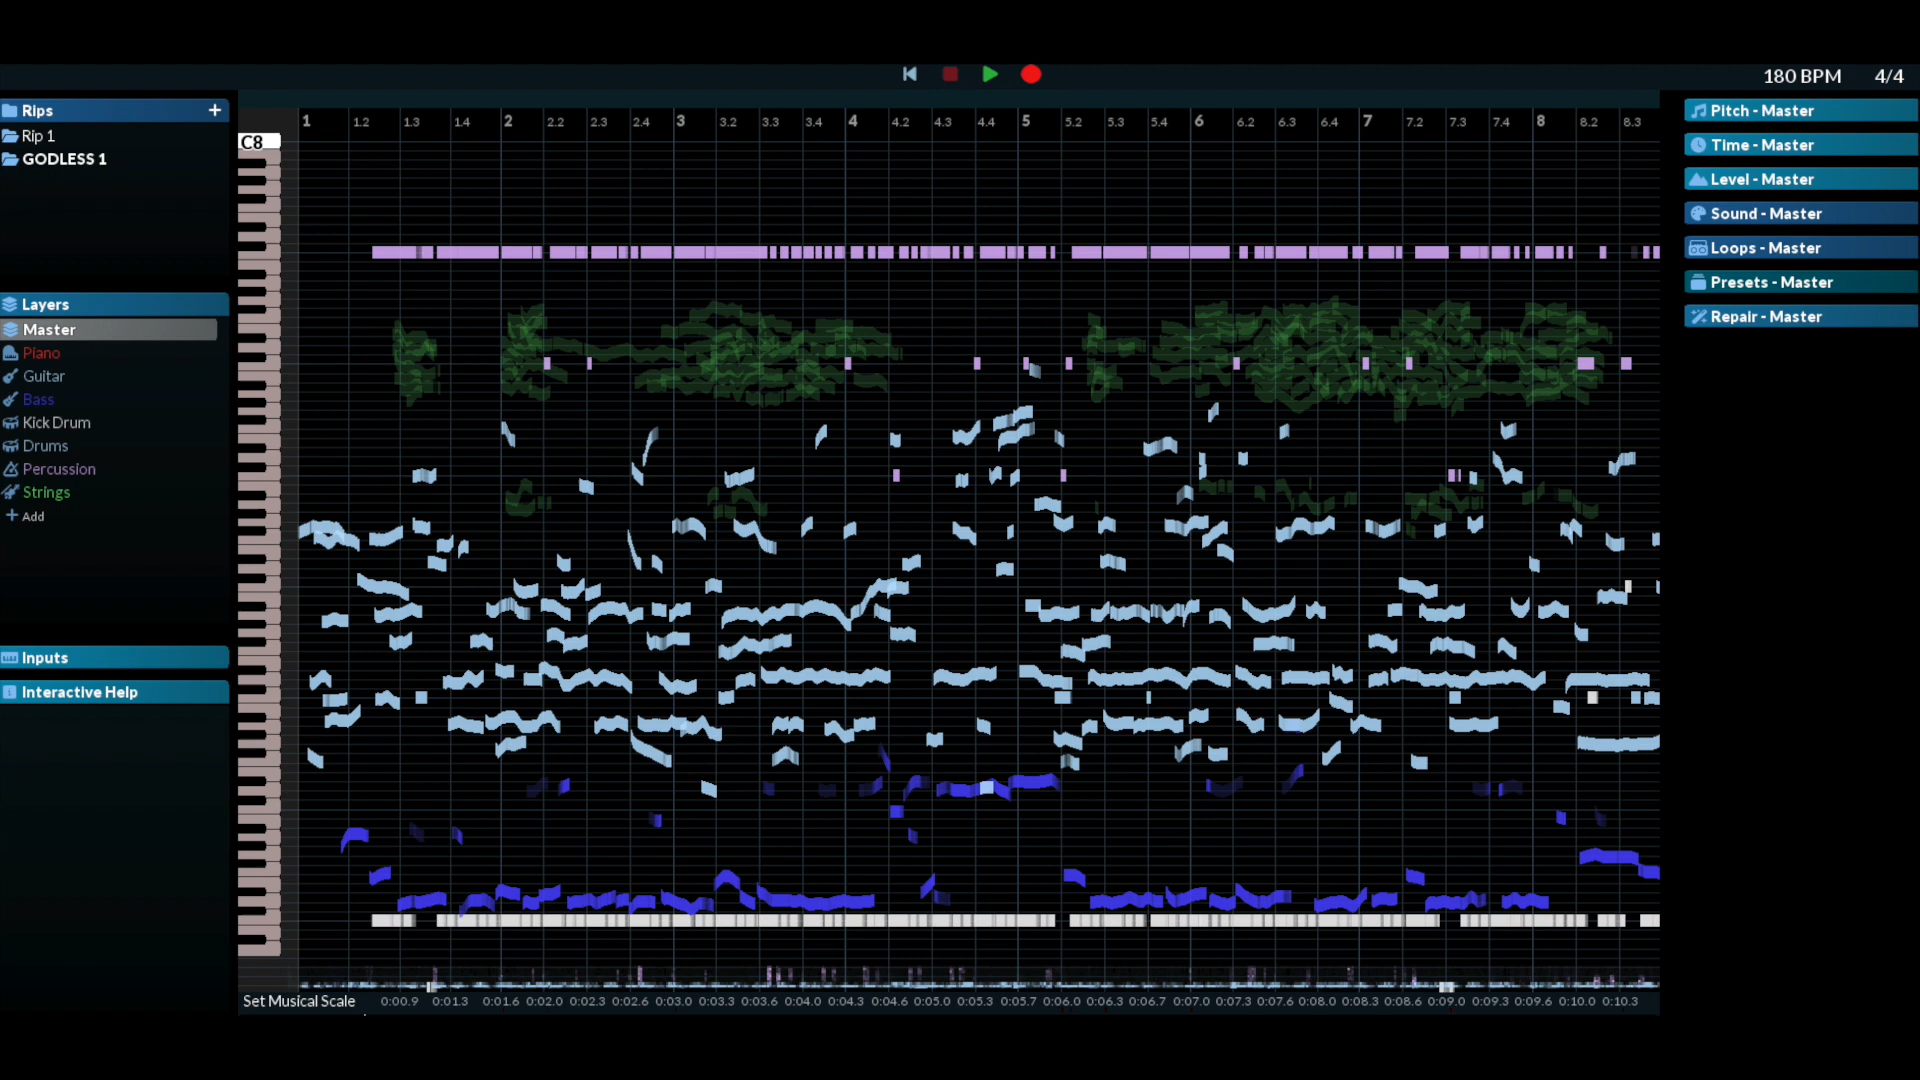 180 BPM 4/4
Rips +
Rip 1
GODLESS 1
1 1.2 1.3 1.4 2 2.2 2.3 2.4 3 3.2 3.3 3.4 4 4.2 4.3 4.4 5 5.2 5.3 5.4 6 6.2 6.3 6.4 7 7.2 7.3 7.4 8 8.2 8.3
C8
Layers
Master
Piano
Guitar
Bass
Kick Drum
Drums
Percussion
Strings
+ Add
Inputs
Interactive Help
Pitch - Master
Time - Master
Level - Master
Sound - Master
Loops - Master
Presets - Master
Repair - Master
Set Musical Scale 0:00.9 0:01.3 0:01.6 0:02.0 0:02.3 0:02.6 0:03.0 0:03.3 0:03.6 0:04.0 0:04.3 0:04.6 0:05.0 0:05.3 0:05.7 0:06.0 0:06.3 0:06.7 0:07.0 0:07.3 0:07.6 0:08.0 0:08.3 0:08.6 0:09.0 0:09.3 0:09.6 0:10.0 0:10.3